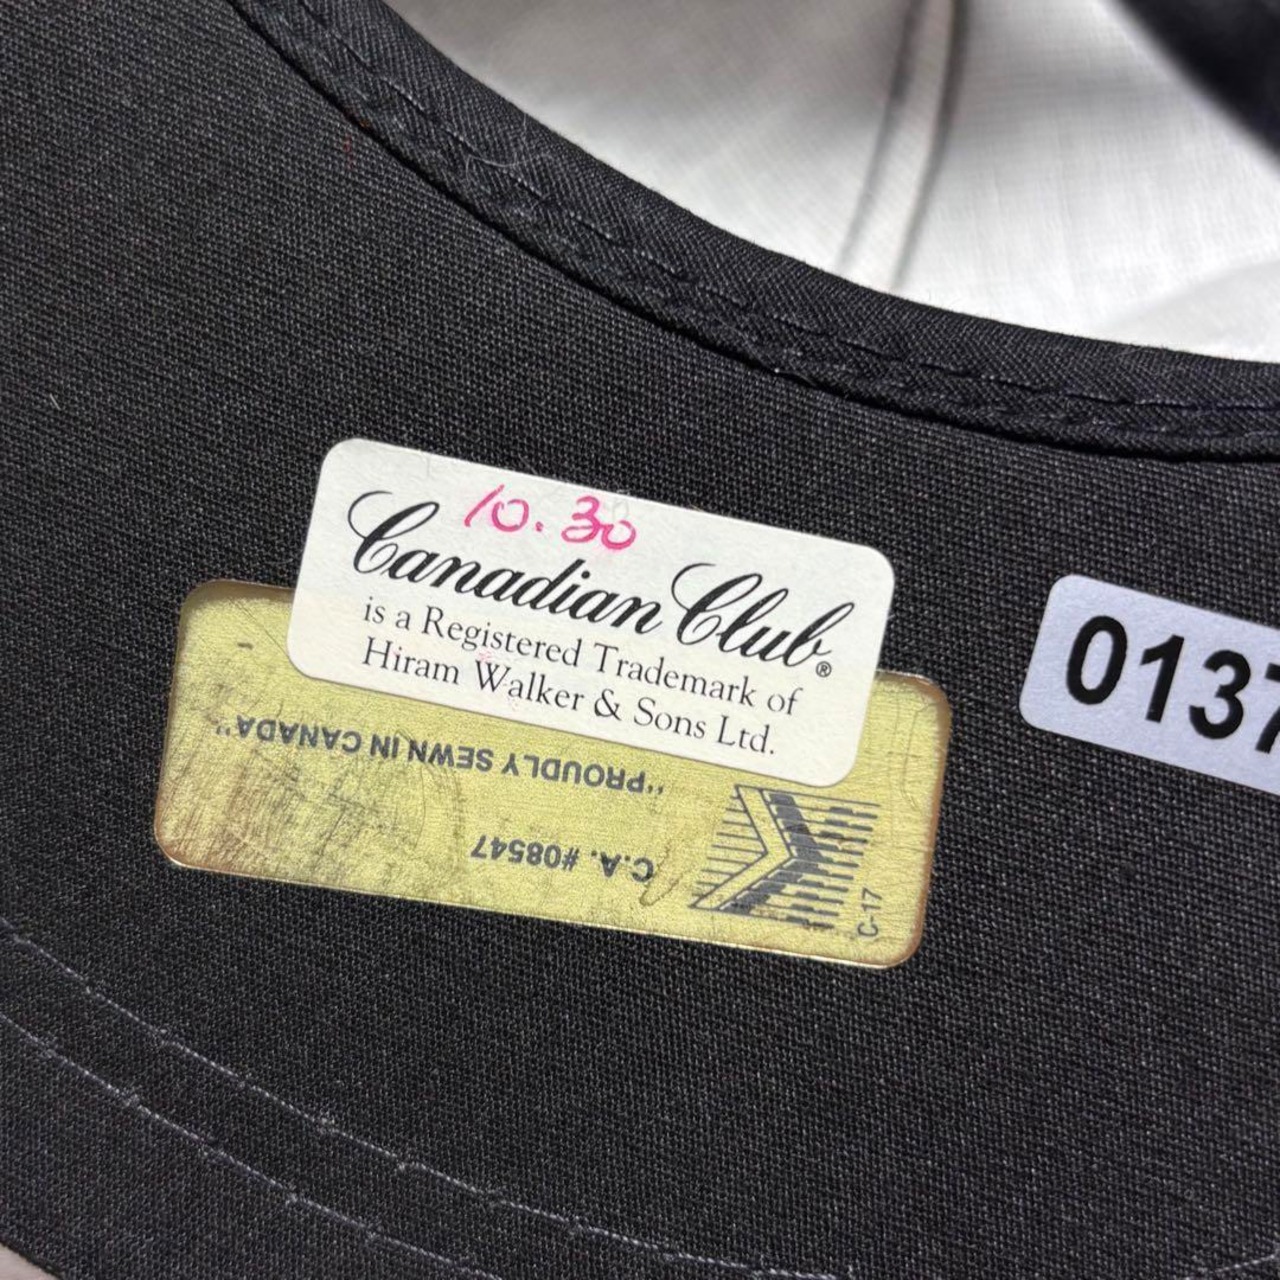 10.30
Canadian Club®
is a Registered Trademark of
Hiram Walker & Sons Ltd.
"PROUDLY SEWN IN CANADA"
C.A. #08547
C-17
0137